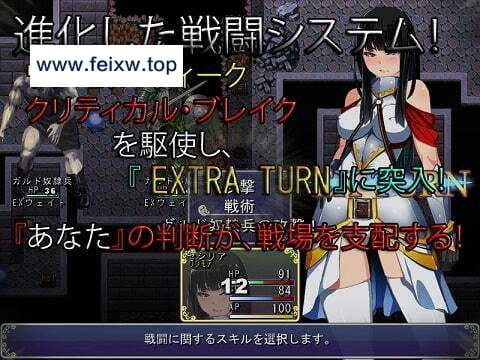 進化した戦闘システム!
www.feixw.top
ィーク
クリティカル・ブレイク
を駆使し、
『EXTRA TURN』に突入!
ガルド奴隷兵
HP 36
EXウェイト
EXウェイト
撃
戦術
『あなた』の判断が、戦場を支配する!
HP 91
12
84
AP 100
戦闘に関するスキルを選択します。